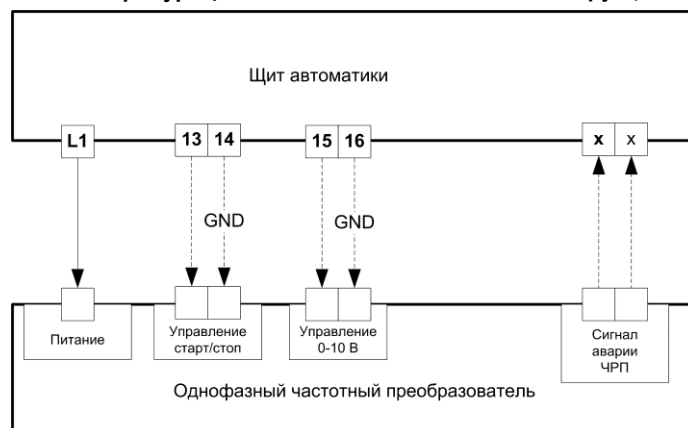 Щит автоматики
L1 13 14 15 16 x x
GND GND
Питание
Управление
старт/стоп
Управление
0-10 В
Сигнал
аварии
ЧРП
Однофазный частотный преобразователь